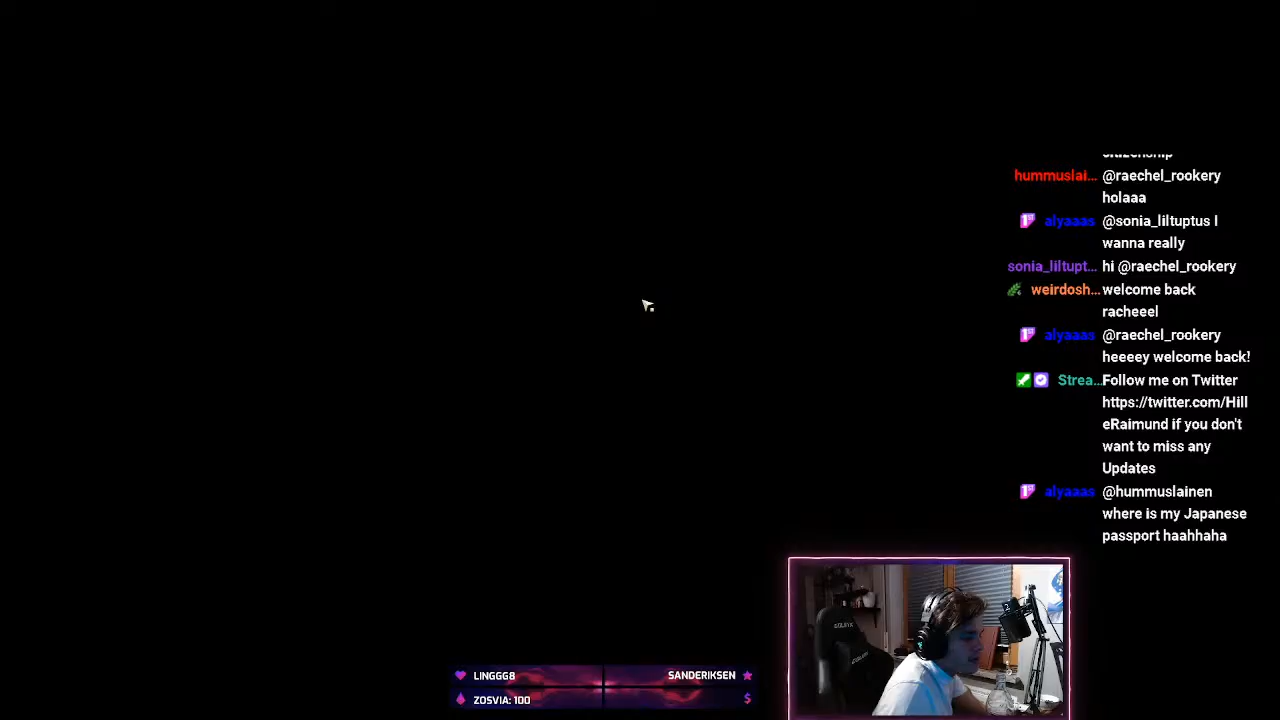 citizenship
hummuslai... @raechel_rookery
holaaa
alyaaas @sonia_liltuptus I
wanna really
sonia_liltupt... hi @raechel_rookery
weirdosh... welcome back
racheeel
alyaaas @raechel_rookery
heeeey welcome back!
Strea... Follow me on Twitter
https://twitter.com/Hill
eRaimund if you don't
want to miss any
Updates
alyaaas @hummuslainen
where is my Japanese
passport haahhaha
LINGGG8 SANDERIKSEN
ZOSVIA: 100 $